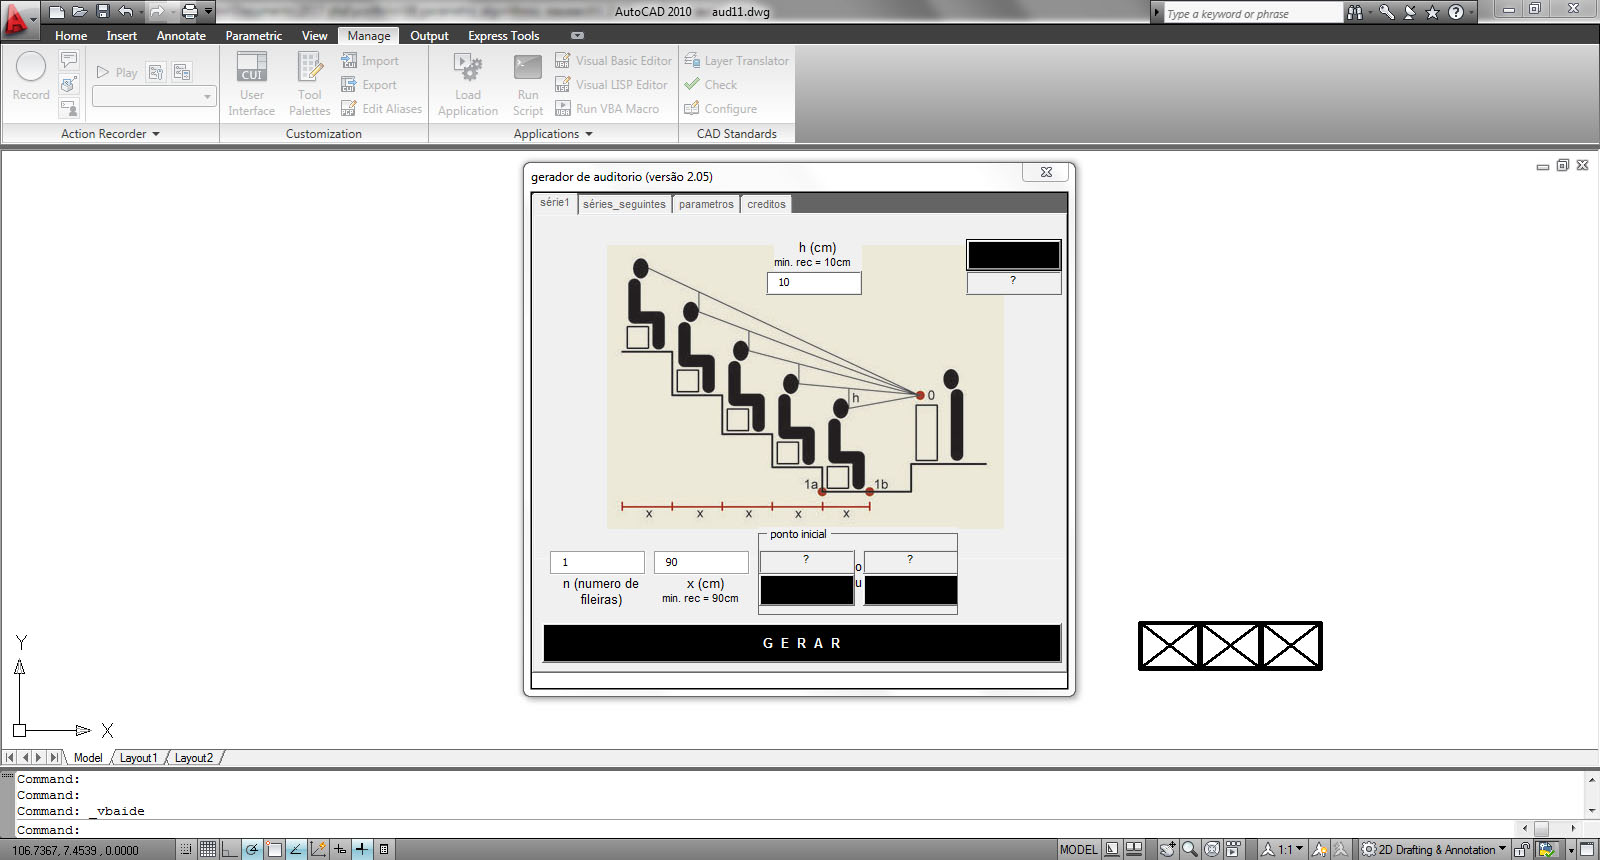 AutoCAD 2010 aud11.dwg
Type a keyword or phrase
Home Insert Annotate Parametric View Manage Output Express Tools
Record
Play
CUI
User Interface
Tool Palettes
Import
Export
Edit Aliases
Load Application
Run Script
Visual Basic Editor
Visual LISP Editor
Run VBA Macro
Layer Translator
Check
Configure
Action Recorder Customization Applications CAD Standards
gerador de auditorio (versão 2.05)
série1 séries_seguintes parametros creditos
h (cm)
min. rec = 10cm
10
?
h
0
1a 1b
x x x x x
ponto inicial
1 90 ? ?
o
u
n (numero de
fileiras)
x (cm)
min. rec = 90cm
G E R A R
Y
X
Model Layout1 Layout2
Command:
Command:
Command: _vbaide
Command:
106.7367, 7.4539 , 0.0000
MODEL
1:1
2D Drafting & Annotation